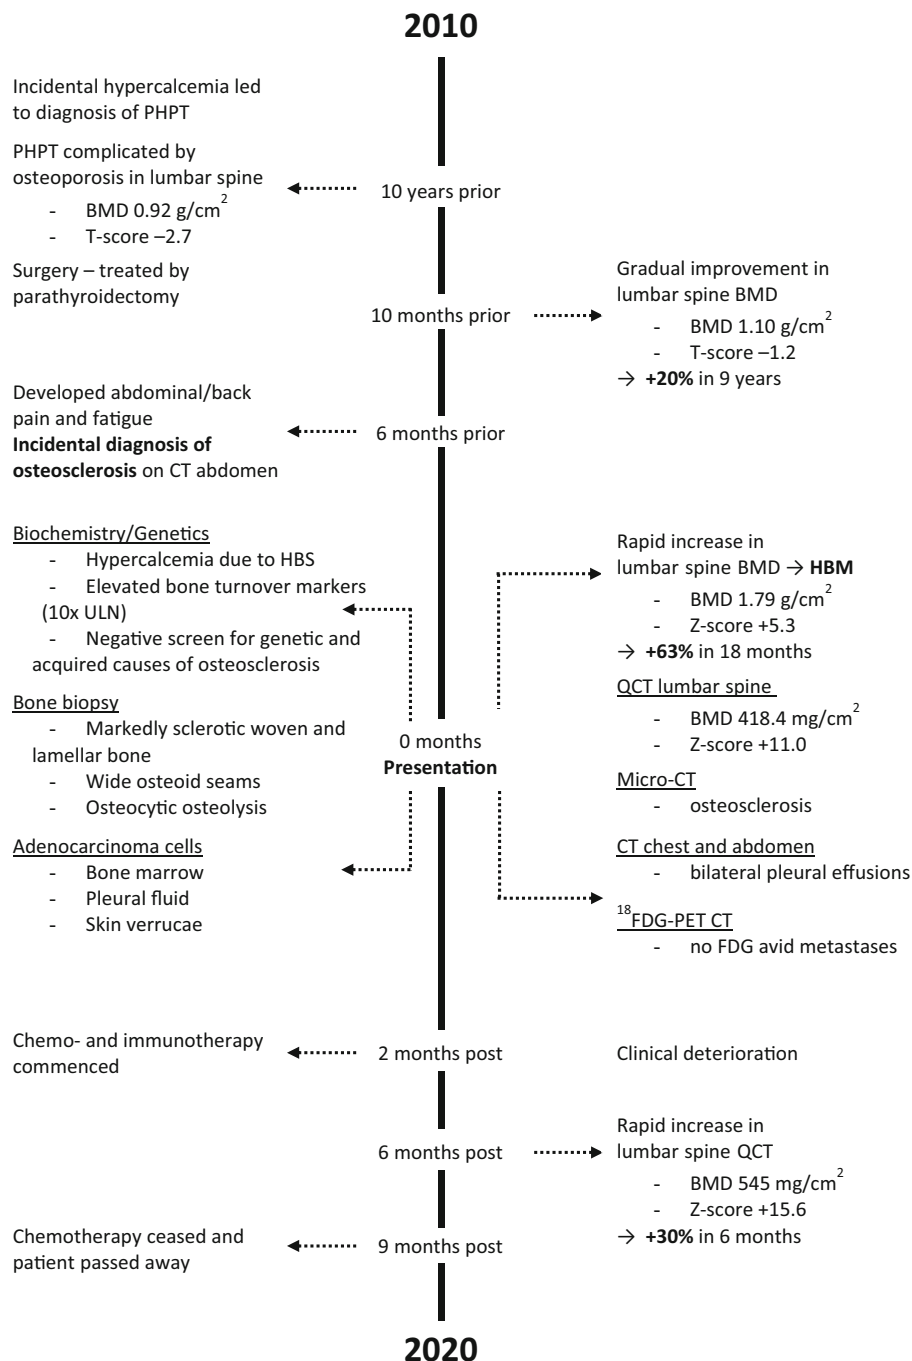 2010
Incidental hypercalcemia led
to diagnosis of PHPT
PHPT complicated by
osteoporosis in lumbar spine
- BMD 0.92 g/cm²
- T-score –2.7
Surgery – treated by
parathyroidectomy
10 years prior
10 months prior
Gradual improvement in
lumbar spine BMD
- BMD 1.10 g/cm²
- T-score –1.2
→ +20% in 9 years
Developed abdominal/back
pain and fatigue
Incidental diagnosis of
osteosclerosis on CT abdomen
6 months prior
Biochemistry/Genetics
- Hypercalcemia due to HBS
- Elevated bone turnover markers
(10x ULN)
- Negative screen for genetic and
acquired causes of osteosclerosis
Bone biopsy
- Markedly sclerotic woven and
lamellar bone
- Wide osteoid seams
- Osteocytic osteolysis
Adenocarcinoma cells
- Bone marrow
- Pleural fluid
- Skin verrucae
0 months
Presentation
Rapid increase in
lumbar spine BMD → HBM
- BMD 1.79 g/cm²
- Z-score +5.3
→ +63% in 18 months
QCT lumbar spine
- BMD 418.4 mg/cm²
- Z-score +11.0
Micro-CT
- osteosclerosis
CT chest and abdomen
- bilateral pleural effusions
¹⁸FDG-PET CT
- no FDG avid metastases
Chemo- and immunotherapy
commenced
2 months post
Clinical deterioration
6 months post
Rapid increase in
lumbar spine QCT
- BMD 545 mg/cm²
- Z-score +15.6
→ +30% in 6 months
Chemotherapy ceased and
patient passed away
9 months post
2020